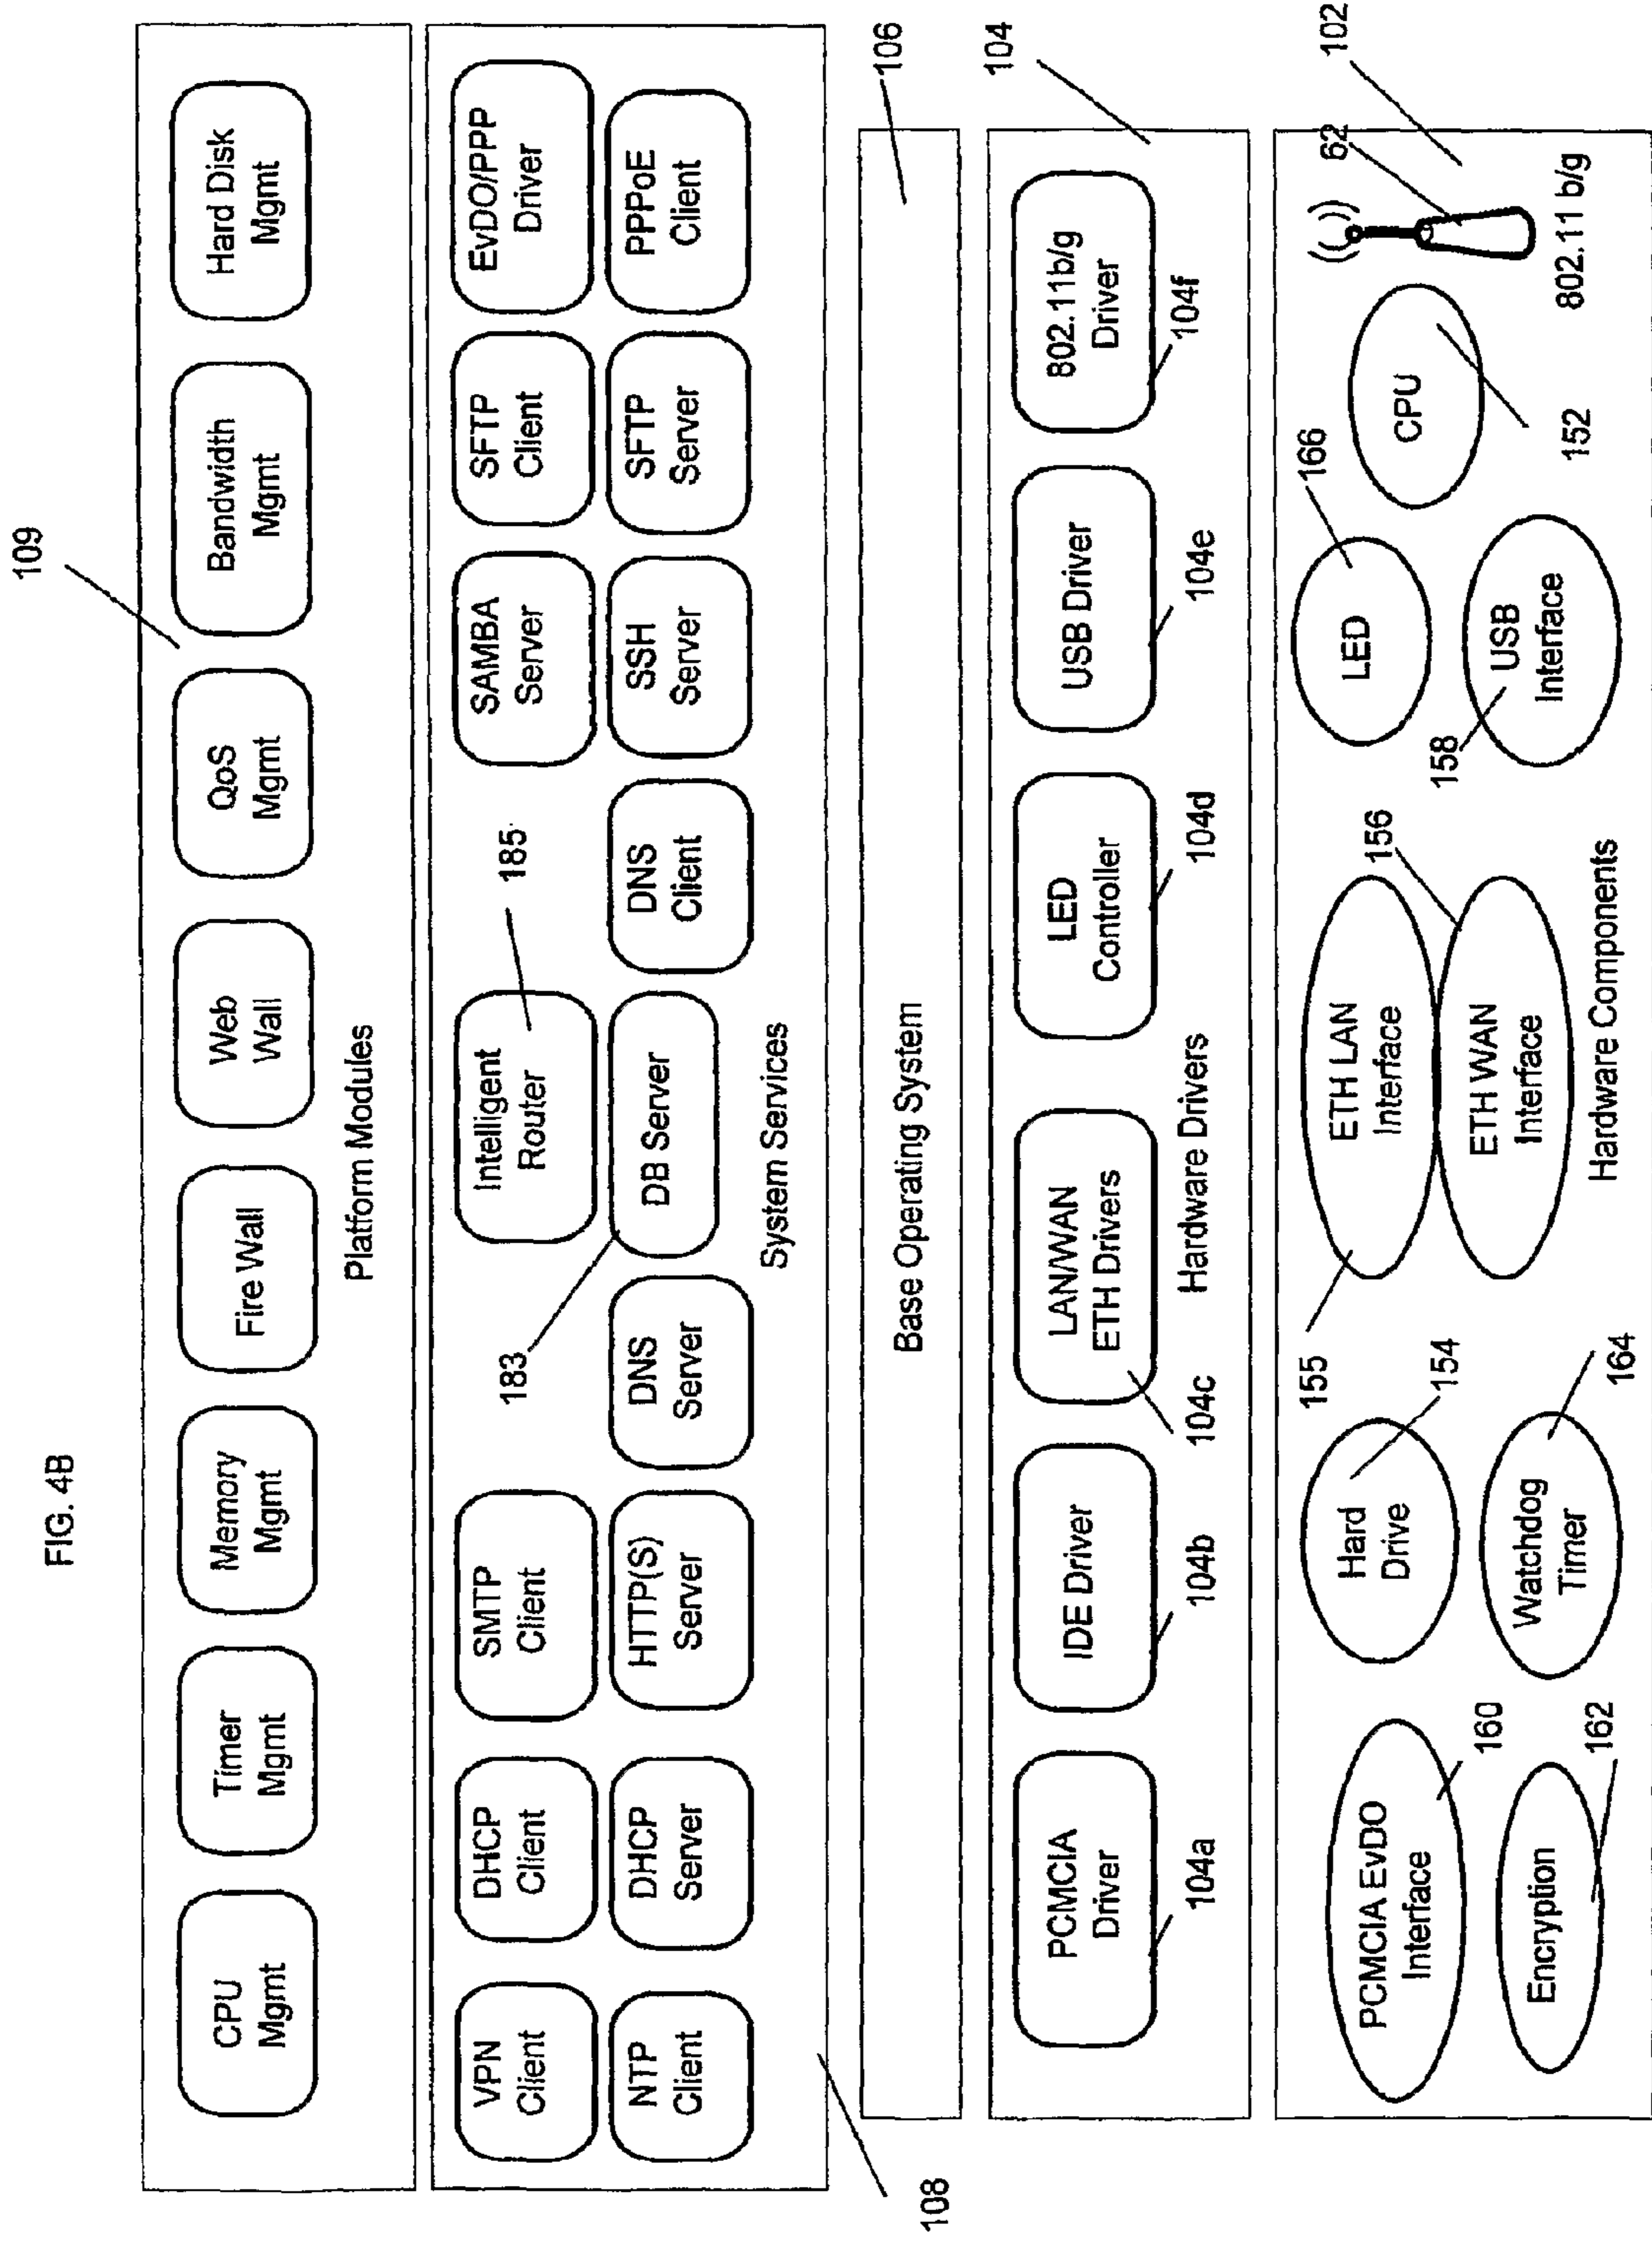 FIG. 4B
109
CPU
Mgmt
Timer
Mgmt
Memory
Mgmt
Fire Wall
Web
Wall
QoS
Mgmt
Bandwidth
Mgmt
Hard Disk
Mgmt
Platform Modules
VPN
Client
DHCP
Client
SMTP
Client
183
Intelligent
Router
185
SAMBA
Server
SFTP
Client
EvDO/PPP
Driver
NTP
Client
DHCP
Server
HTTP(S)
Server
DNS
Server
DB Server
DNS
Client
SSH
Server
SFTP
Server
PPPoE
Client
System Services
108
Base Operating System
106
104
PCMCIA
Driver
IDE Driver
LAN/WAN
ETH Drivers
LED
Controller
USB Driver
802.11b/g
Driver
104a
104b
104c
Hardware Drivers
104d
104e
104f
155
154
156
166
62
102
PCMCIA EvDO
Interface
160
Hard
Drive
ETH LAN
Interface
LED
CPU
158
Encryption
162
Watchdog
Timer
164
ETH WAN
Interface
USB
Interface
152
802.11 b/g
Hardware Components